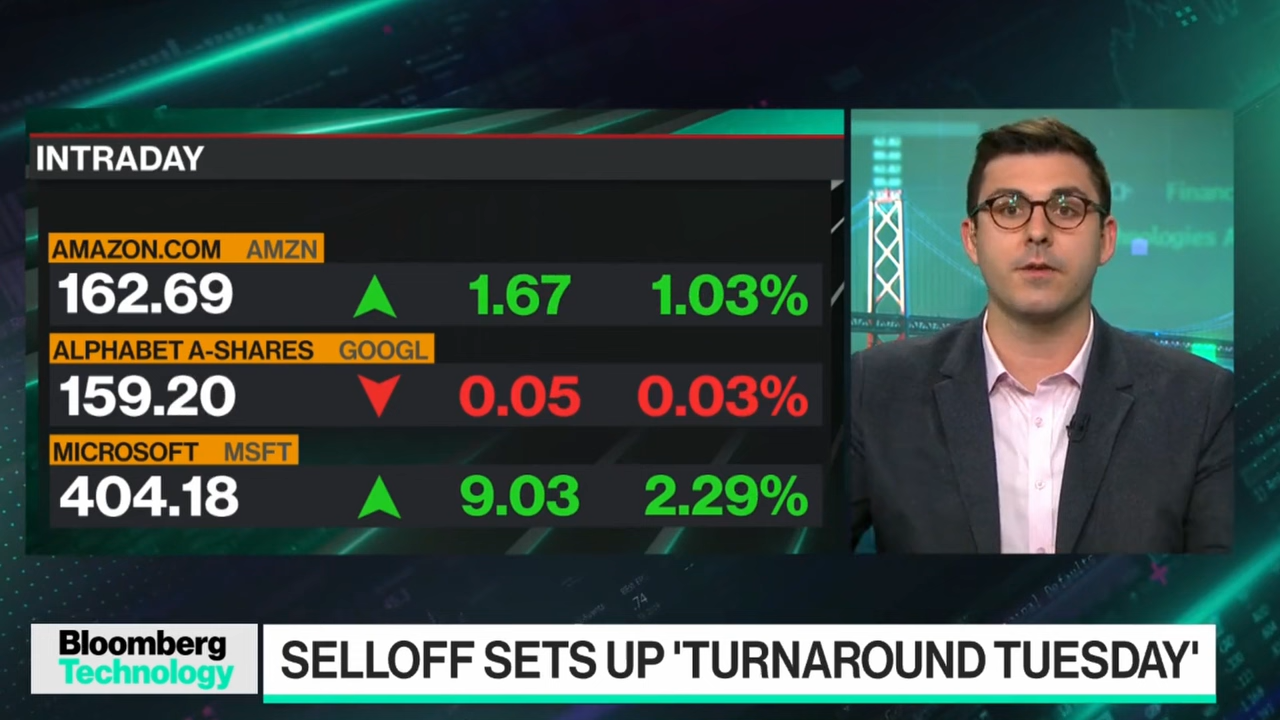 INTRADAY
AMAZON.COM AMZN
162.69 1.67 1.03%
ALPHABET A-SHARES GOOGL
159.20 0.05 0.03%
MICROSOFT MSFT
404.18 9.03 2.29%
Bloomberg
Technology
SELLOFF SETS UP 'TURNAROUND TUESDAY'